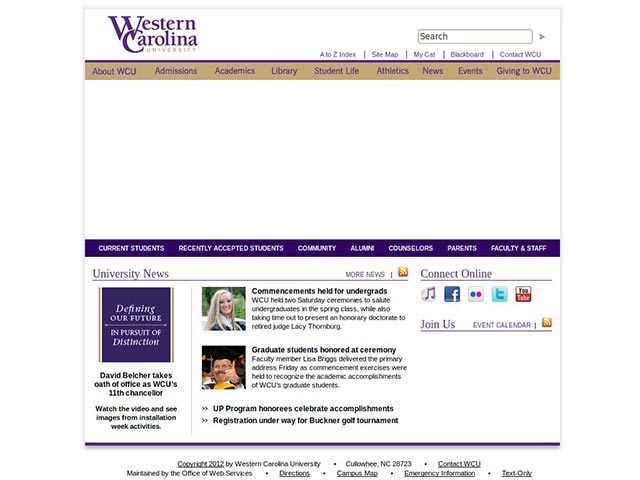 Western
Carolina
UNIVERSITY
Search
A to Z Index | Site Map | My Cat | Blackboard | Contact WCU
About WCU Admissions Academics Library Student Life Athletics News Events Giving to WCU
CURRENT STUDENTS RECENTLY ACCEPTED STUDENTS COMMUNITY ALUMNI COUNSELORS PARENTS FACULTY & STAFF
University News
MORE NEWS |
Defining
OUR FUTURE
IN PURSUIT OF
Distinction
David Belcher takes
oath of office as WCU's
11th chancellor
Watch the video and see
images from installation
week activities.
Commencements held for undergrads
WCU held two Saturday ceremonies to salute
undergraduates in the spring class, while also
taking time out to present an honorary doctorate to
retired judge Lacy Thornburg.
Graduate students honored at ceremony
Faculty member Lisa Briggs delivered the primary
address Friday as commencement exercises were
held to recognize the academic accomplishments
of WCU's graduate students.
>> UP Program honorees celebrate accomplishments
>> Registration under way for Buckner golf tournament
Connect Online
You
Tube
Join Us
EVENT CALENDAR |
Copyright 2012 by Western Carolina University • Cullowhee, NC 28723 • Contact WCU
Maintained by the Office of Web Services • Directions • Campus Map • Emergency Information • Text-Only